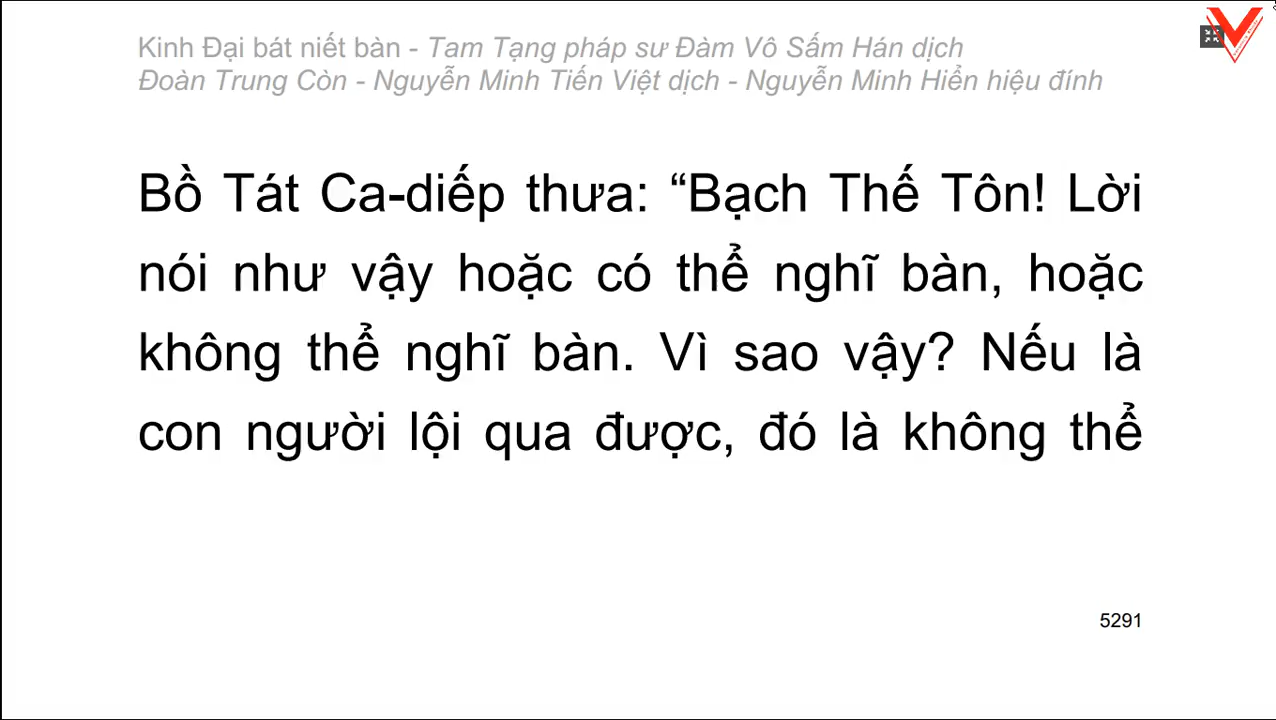 Kinh Đại bát niết bàn - Tam Tạng pháp sư Đàm Vô Sấm Hán dịch
Đoàn Trung Còn - Nguyễn Minh Tiến Việt dịch - Nguyễn Minh Hiển hiệu đính
Bồ Tát Ca-diếp thưa: “Bạch Thế Tôn! Lời
nói như vậy hoặc có thể nghĩ bàn, hoặc
không thể nghĩ bàn. Vì sao vậy? Nếu là
con người lội qua được, đó là không thể
5291